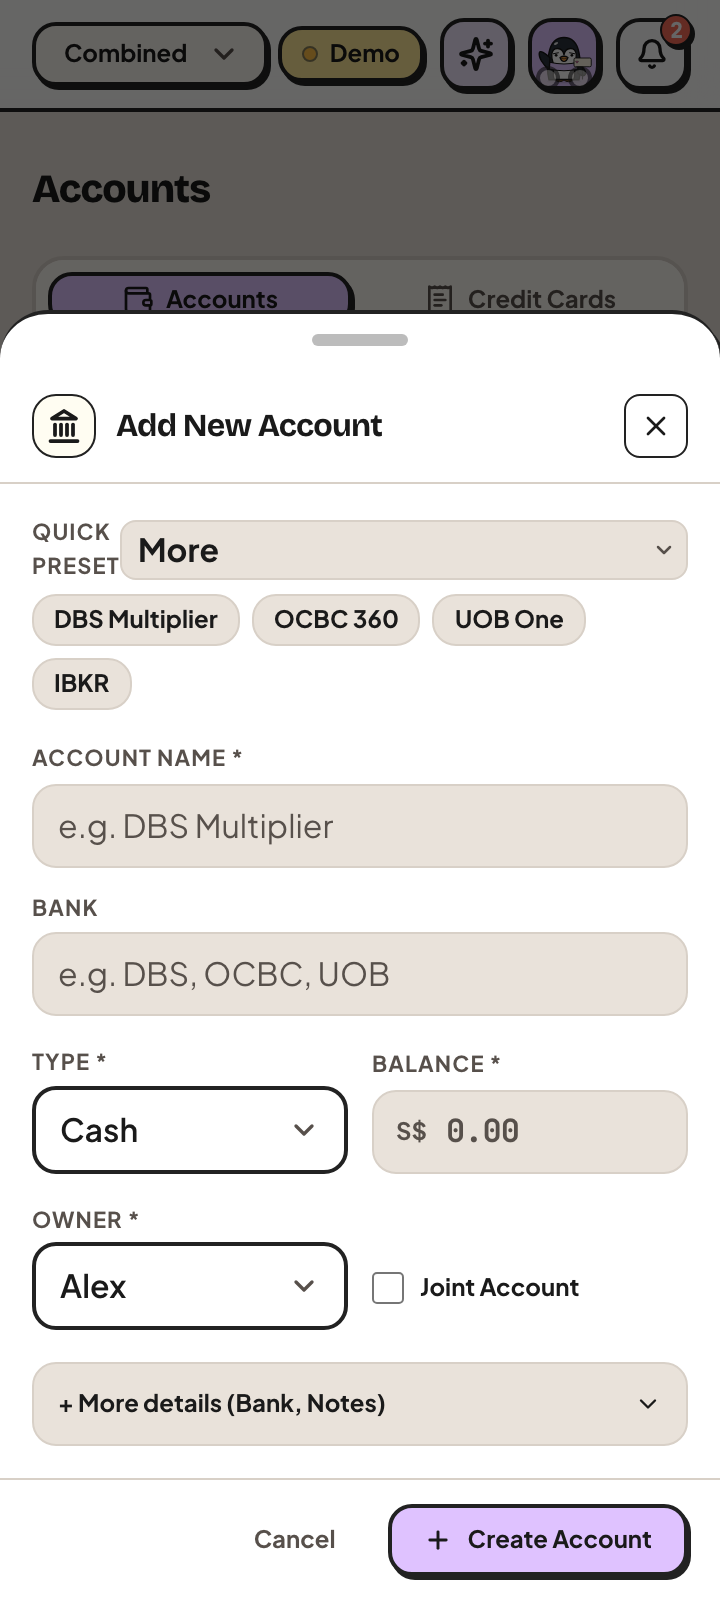 Combined
Demo
2
Accounts
Accounts
Credit Cards
Add New Account
QUICK
PRESET
More
DBS Multiplier
OCBC 360
UOB One
IBKR
ACCOUNT NAME *
e.g. DBS Multiplier
BANK
e.g. DBS, OCBC, UOB
TYPE *
BALANCE *
Cash
S$ 0.00
OWNER *
Alex
Joint Account
+ More details (Bank, Notes)
Cancel
+ Create Account